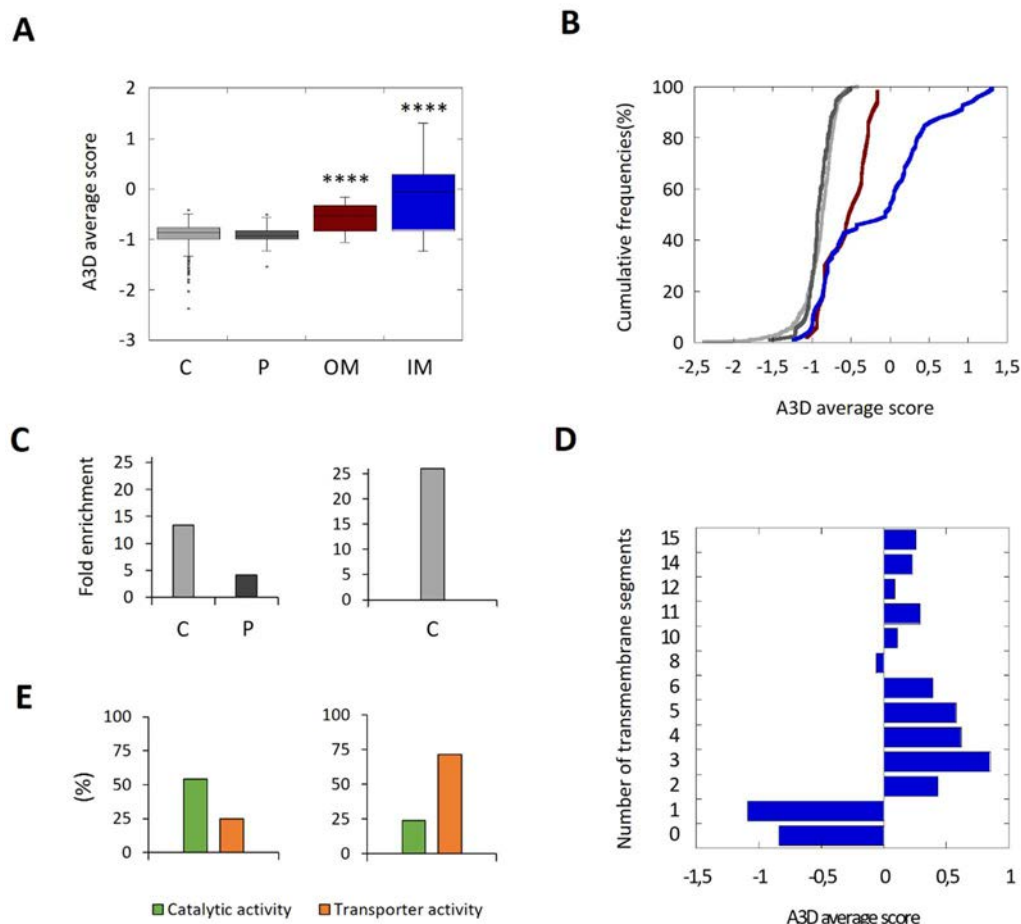 A
A3D average score
2
1
0
-1
-2
-3
****
****
C P OM IM
B
Cumulative frequencies(%)
100
80
60
40
20
0
-2,5 -2 -1,5 -1 -0,5 0 0,5 1 1,5
A3D average score
C
Fold enrichment
25
20
15
10
5
0
C P
25
20
15
10
5
0
C
D
Number of transmembrane segments
15
14
12
11
10
8
6
5
4
3
2
1
0
-1,5 -1 -0,5 0 0,5 1
A3D average score
E
(%)
100
75
50
25
0
100
75
50
25
0
Catalytic activity Transporter activity